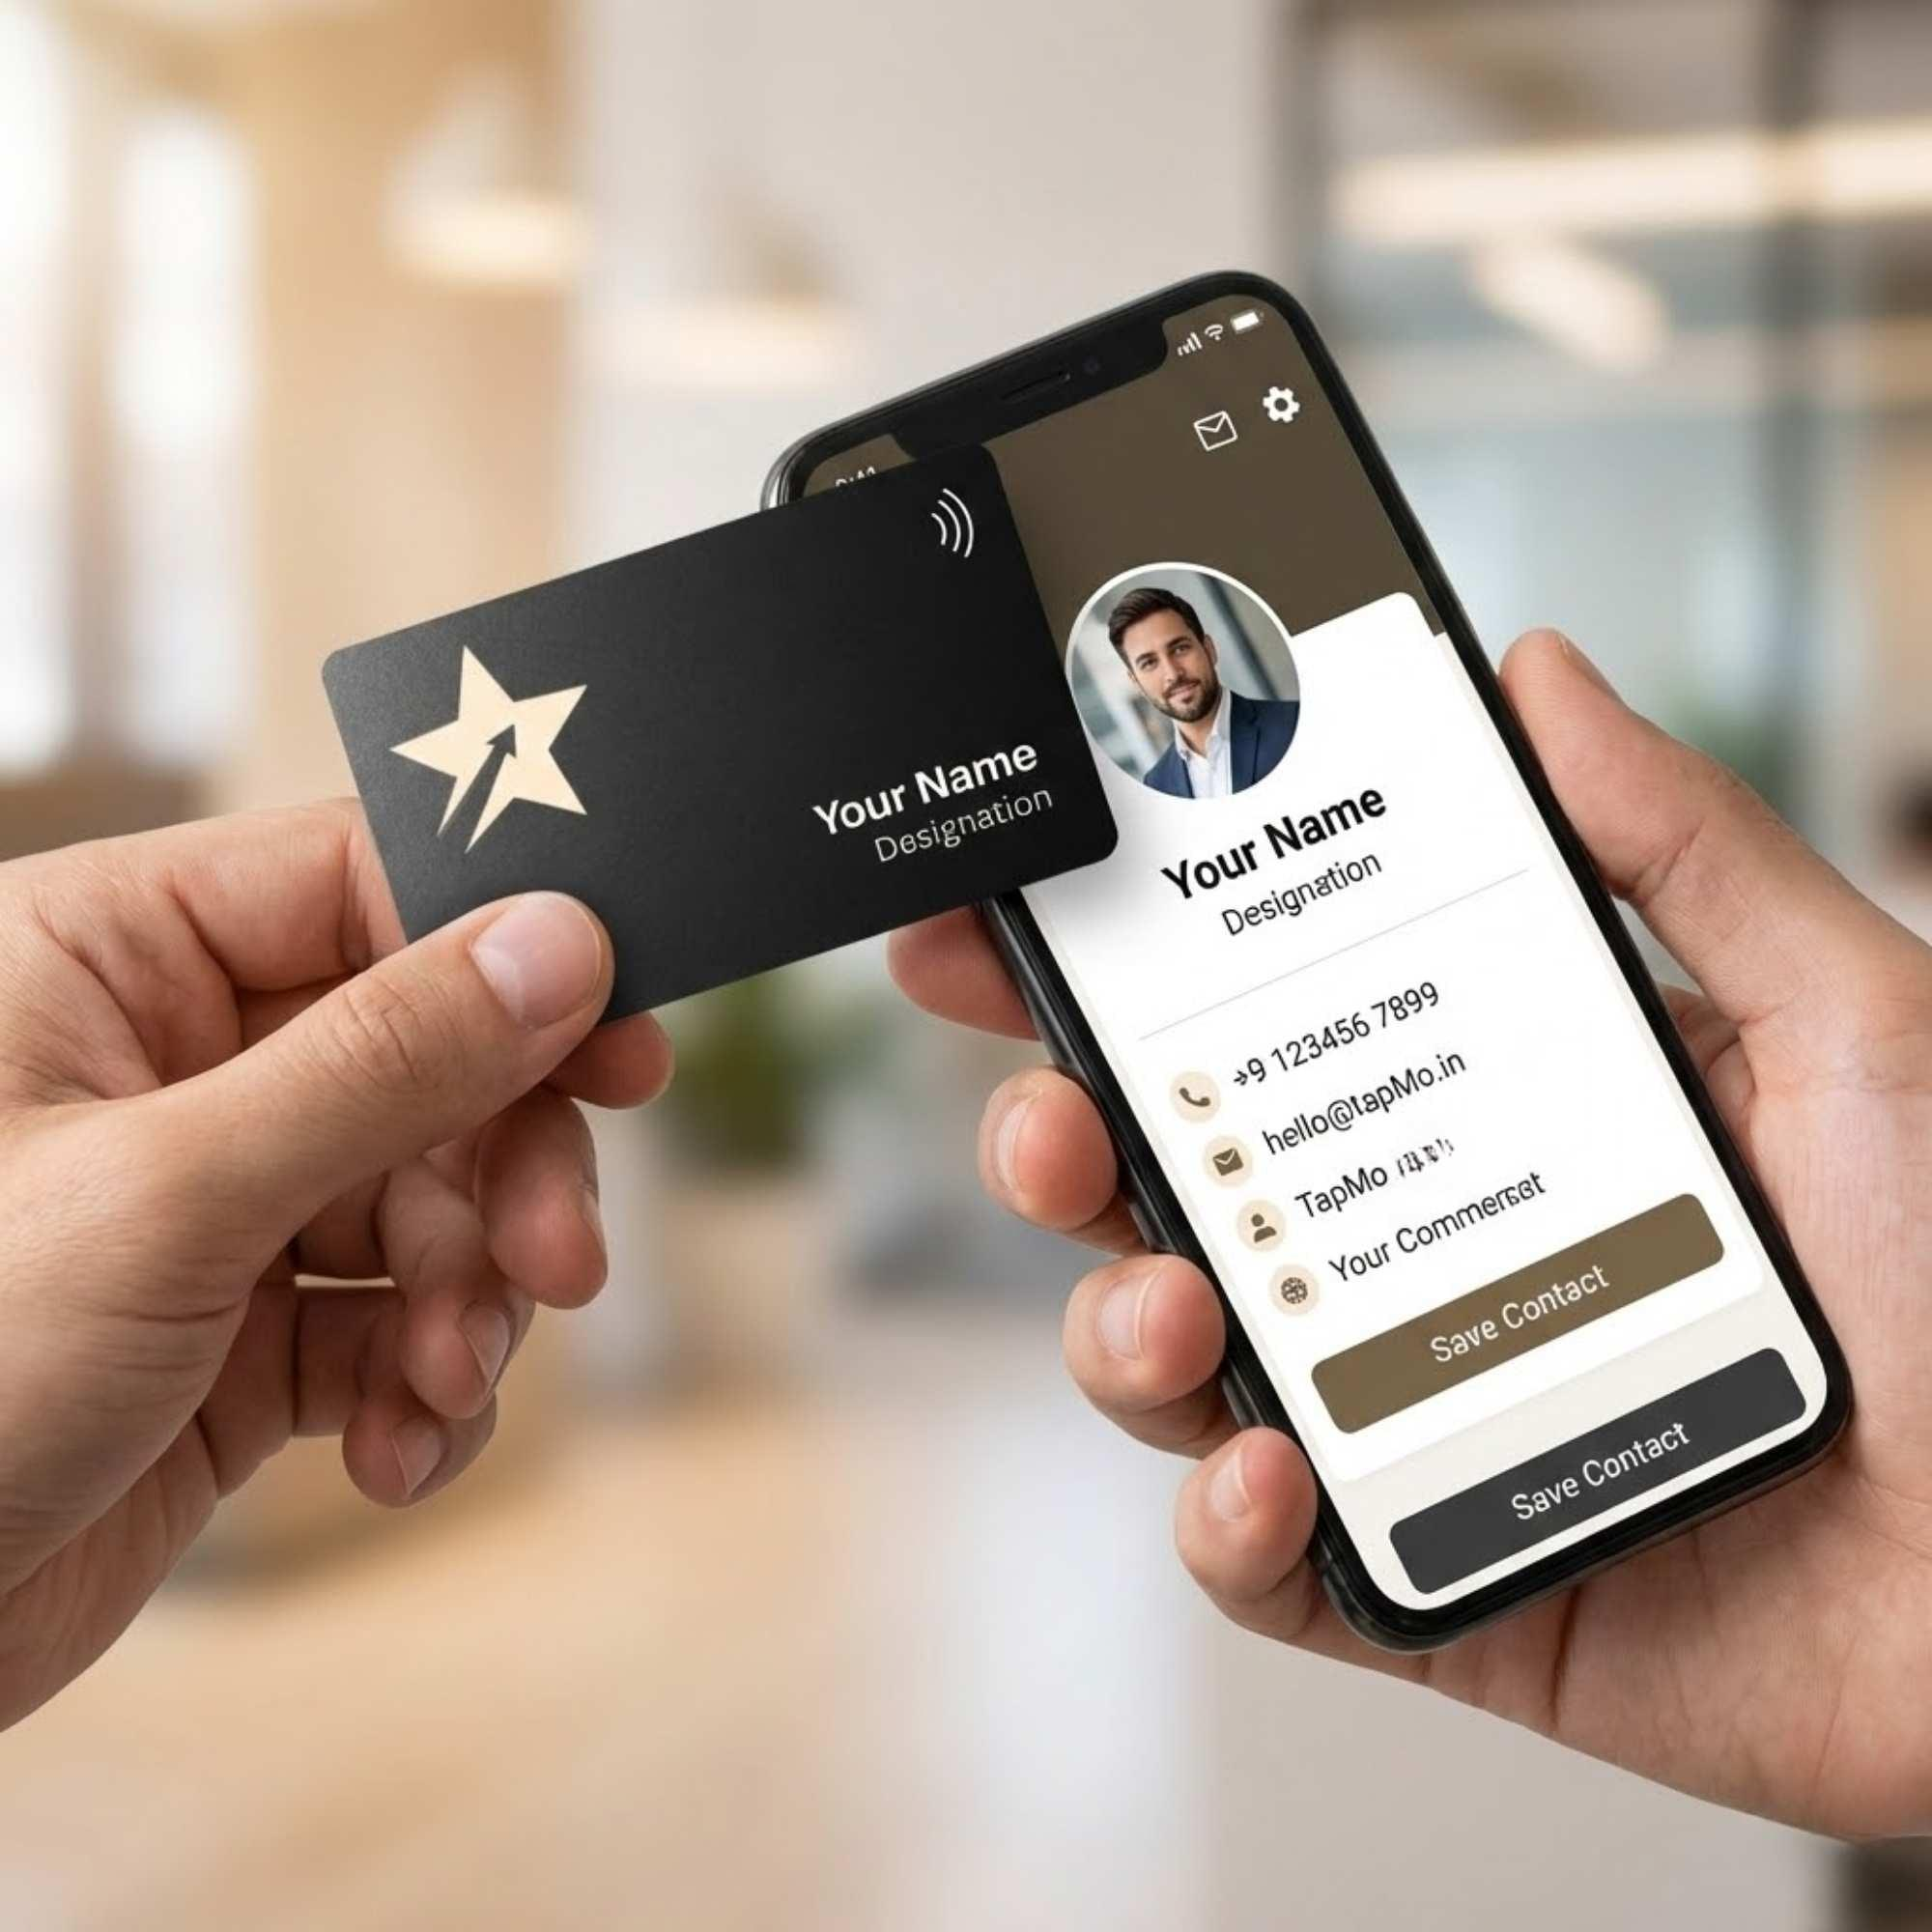 Your Name
Designation
Your Name
Designation
+9 123456 7899
hello@tapMo.in
TapMo
Your Commerset
Save Contact
Save Contact